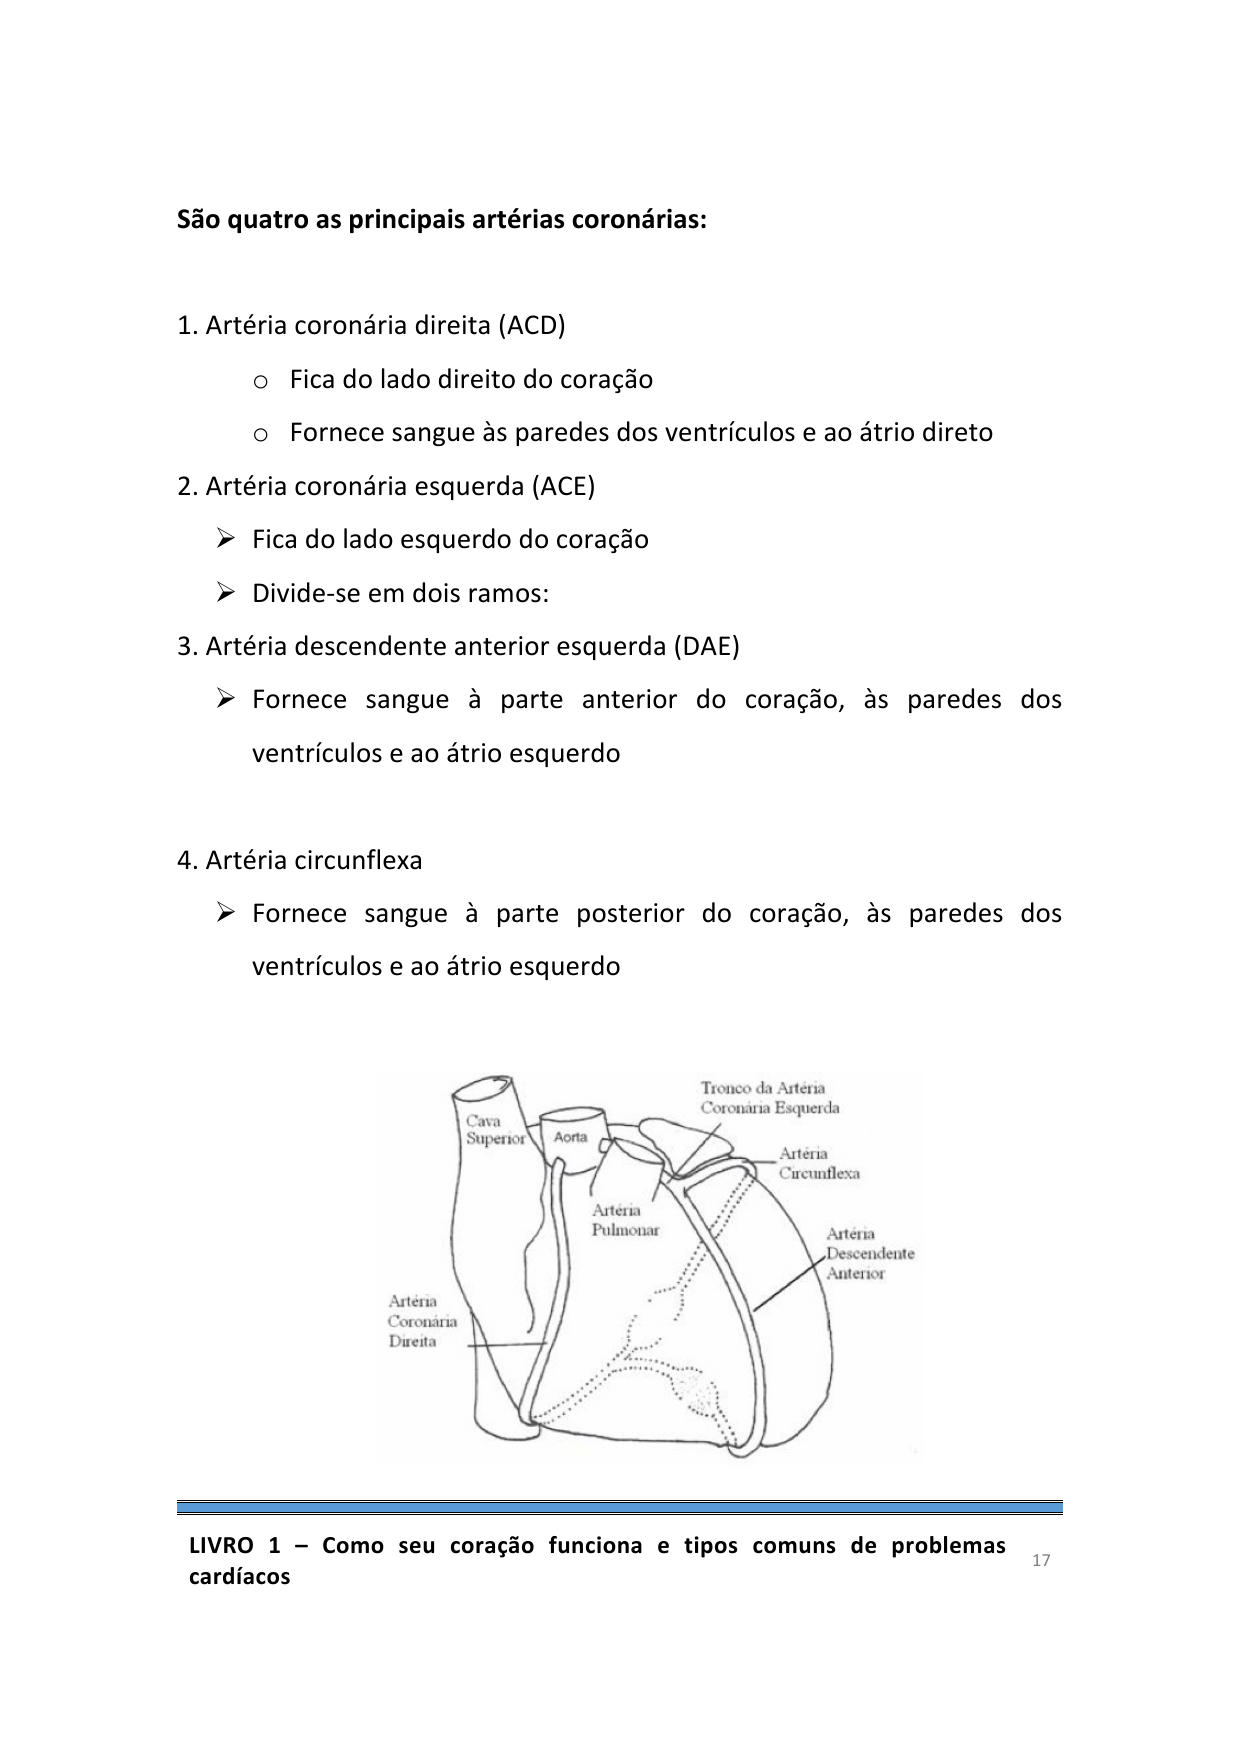 São quatro as principais artérias coronárias:
1. Artéria coronária direita (ACD)
o Fica do lado direito do coração
o Fornece sangue às paredes dos ventrículos e ao átrio direto
2. Artéria coronária esquerda (ACE)
➢ Fica do lado esquerdo do coração
➢ Divide-se em dois ramos:
3. Artéria descendente anterior esquerda (DAE)
➢ Fornece sangue à parte anterior do coração, às paredes dos
ventrículos e ao átrio esquerdo
4. Artéria circunflexa
➢ Fornece sangue à parte posterior do coração, às paredes dos
ventrículos e ao átrio esquerdo
Tronco da Artéria
Coronária Esquerda
Cava
Superior
Aorta
Artéria
Circunflexa
Artéria
Pulmonar
Artéria
Descendente
Anterior
Artéria
Coronária
Direita
LIVRO 1 – Como seu coração funciona e tipos comuns de problemas
cardíacos
17